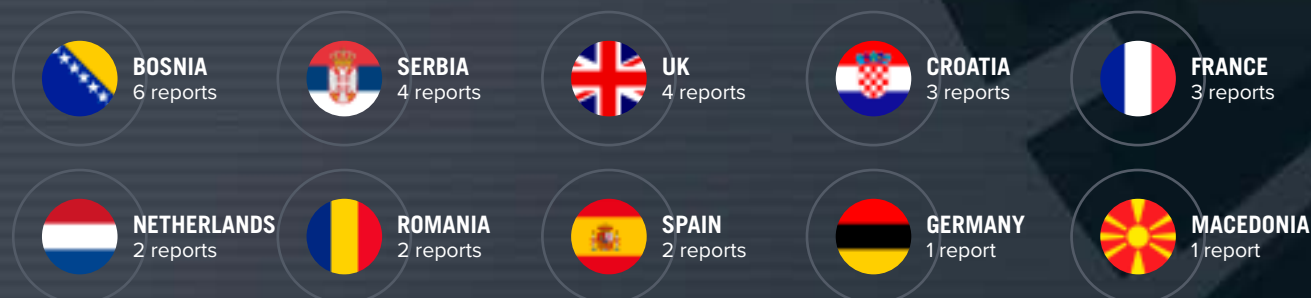 BOSNIA
6 reports
SERBIA
4 reports
UK
4 reports
CROATIA
3 reports
FRANCE
3 reports
NETHERLANDS
2 reports
ROMANIA
2 reports
SPAIN
2 reports
GERMANY
1 report
MACEDONIA
1 report